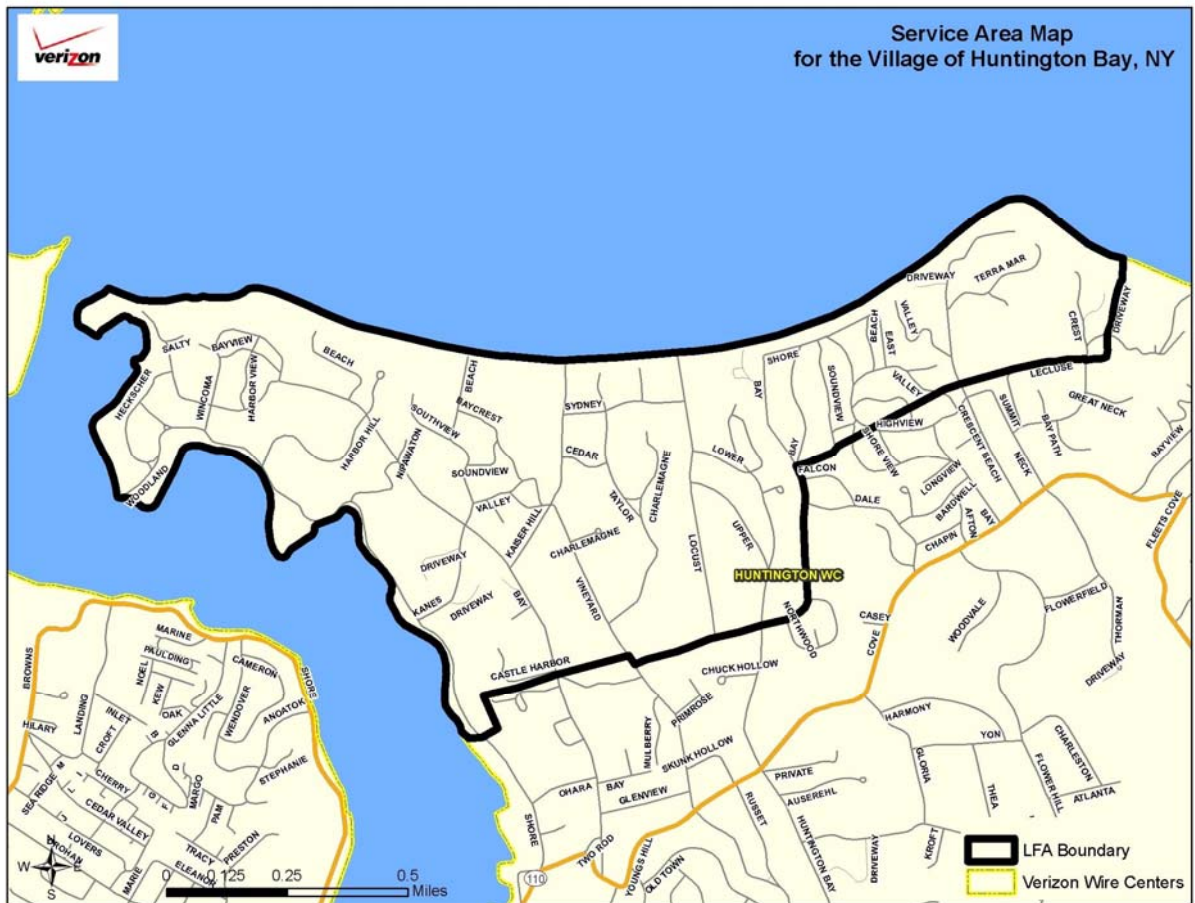 verizon
Service Area Map
for the Village of Huntington Bay, NY
DRIVEWAY
TERRA MAR
DRIVEWAY
CREST
VALLEY
BEACH
EAST
SALTY
BAYVIEW
BEACH
HECKSCHER
WINCOMA
HARBOR VIEW
BEACH
SHORE
BAY
SOUNDVIEW
VALLEY
LECLUSE
GREAT NECK
BAYCREST
SOUTHVIEW
SYDNEY
HARBOR HILL
NIPAWATON
HIGHVIEW
SUMMIT
CRESCENT BEACH
BAY PATH
NECK
RAYVIEW
SHORE VIEW
BAY
FALCON
LONGVIEW
BARDWELL
CEDAR
LOWER
CHARLEMAGNE
SOUNDVIEW
WOODLAND
VALLEY
TAYLOR
DALE
AFTON
BAY
CHAPIN
FLEETS COVE
KAISER HILL
CHARLEMAGNE
LOCUST
UPPER
DRIVEWAY
HUNTINGTON WC
KANES
DRIVEWAY
BAY
VINEYARD
NORTHWOOD
CASEY
COVE
WOODVALE
FLOWERFIELD
THORMAN
DRIVEWAY
CASTLE HARBOR
CHUCK HOLLOW
PRIMROSE
MULBERRY
SKUNK HOLLOW
HARMONY
YON
GLORIA
THEA
FLOWER HILL
CHARLESTON
ATLANTA
BROWNS
MARINE
PAULDING
NOEL
KEW
OAK
CAMERON
WENDOVER
SHORE
ANOATOK
GLENNA LITTLE
LANDING
INLET
CROFT
B
HILARY
STEPHANIE
SEA RIDGE
M
CHERRY
G
F
D
MARGO
PAM
CEDAR VALLEY
LOVERS
DROHAN
TRACY
PRESTON
MARIE
ELEANOR
OHARA
BAY
GLENVIEW
SHORE
TWO ROD
YOUNGS HILL
OLD TOWN
RUSSET
PRIVATE
AUSEREHL
HUNTINGTON BAY
DRIVEWAY
KROFT
110
W
E
N
S
0 0.125 0.25 0.5
Miles
LFA Boundary
Verizon Wire Centers